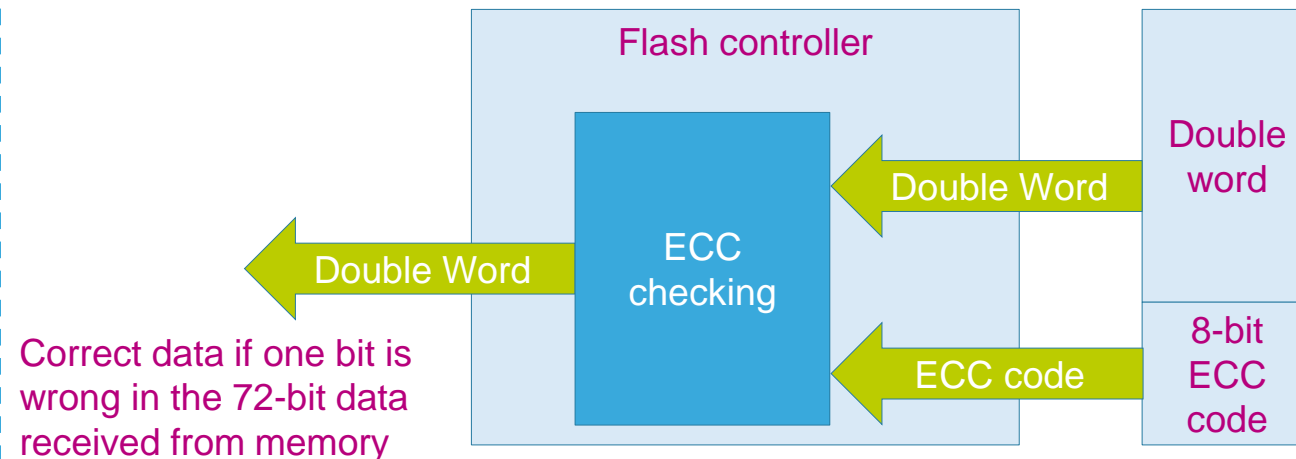 Flash controller
Double
word
Double Word
ECC
checking
Double Word
8-bit
ECC
code
ECC code
Correct data if one bit is
wrong in the 72-bit data
received from memory